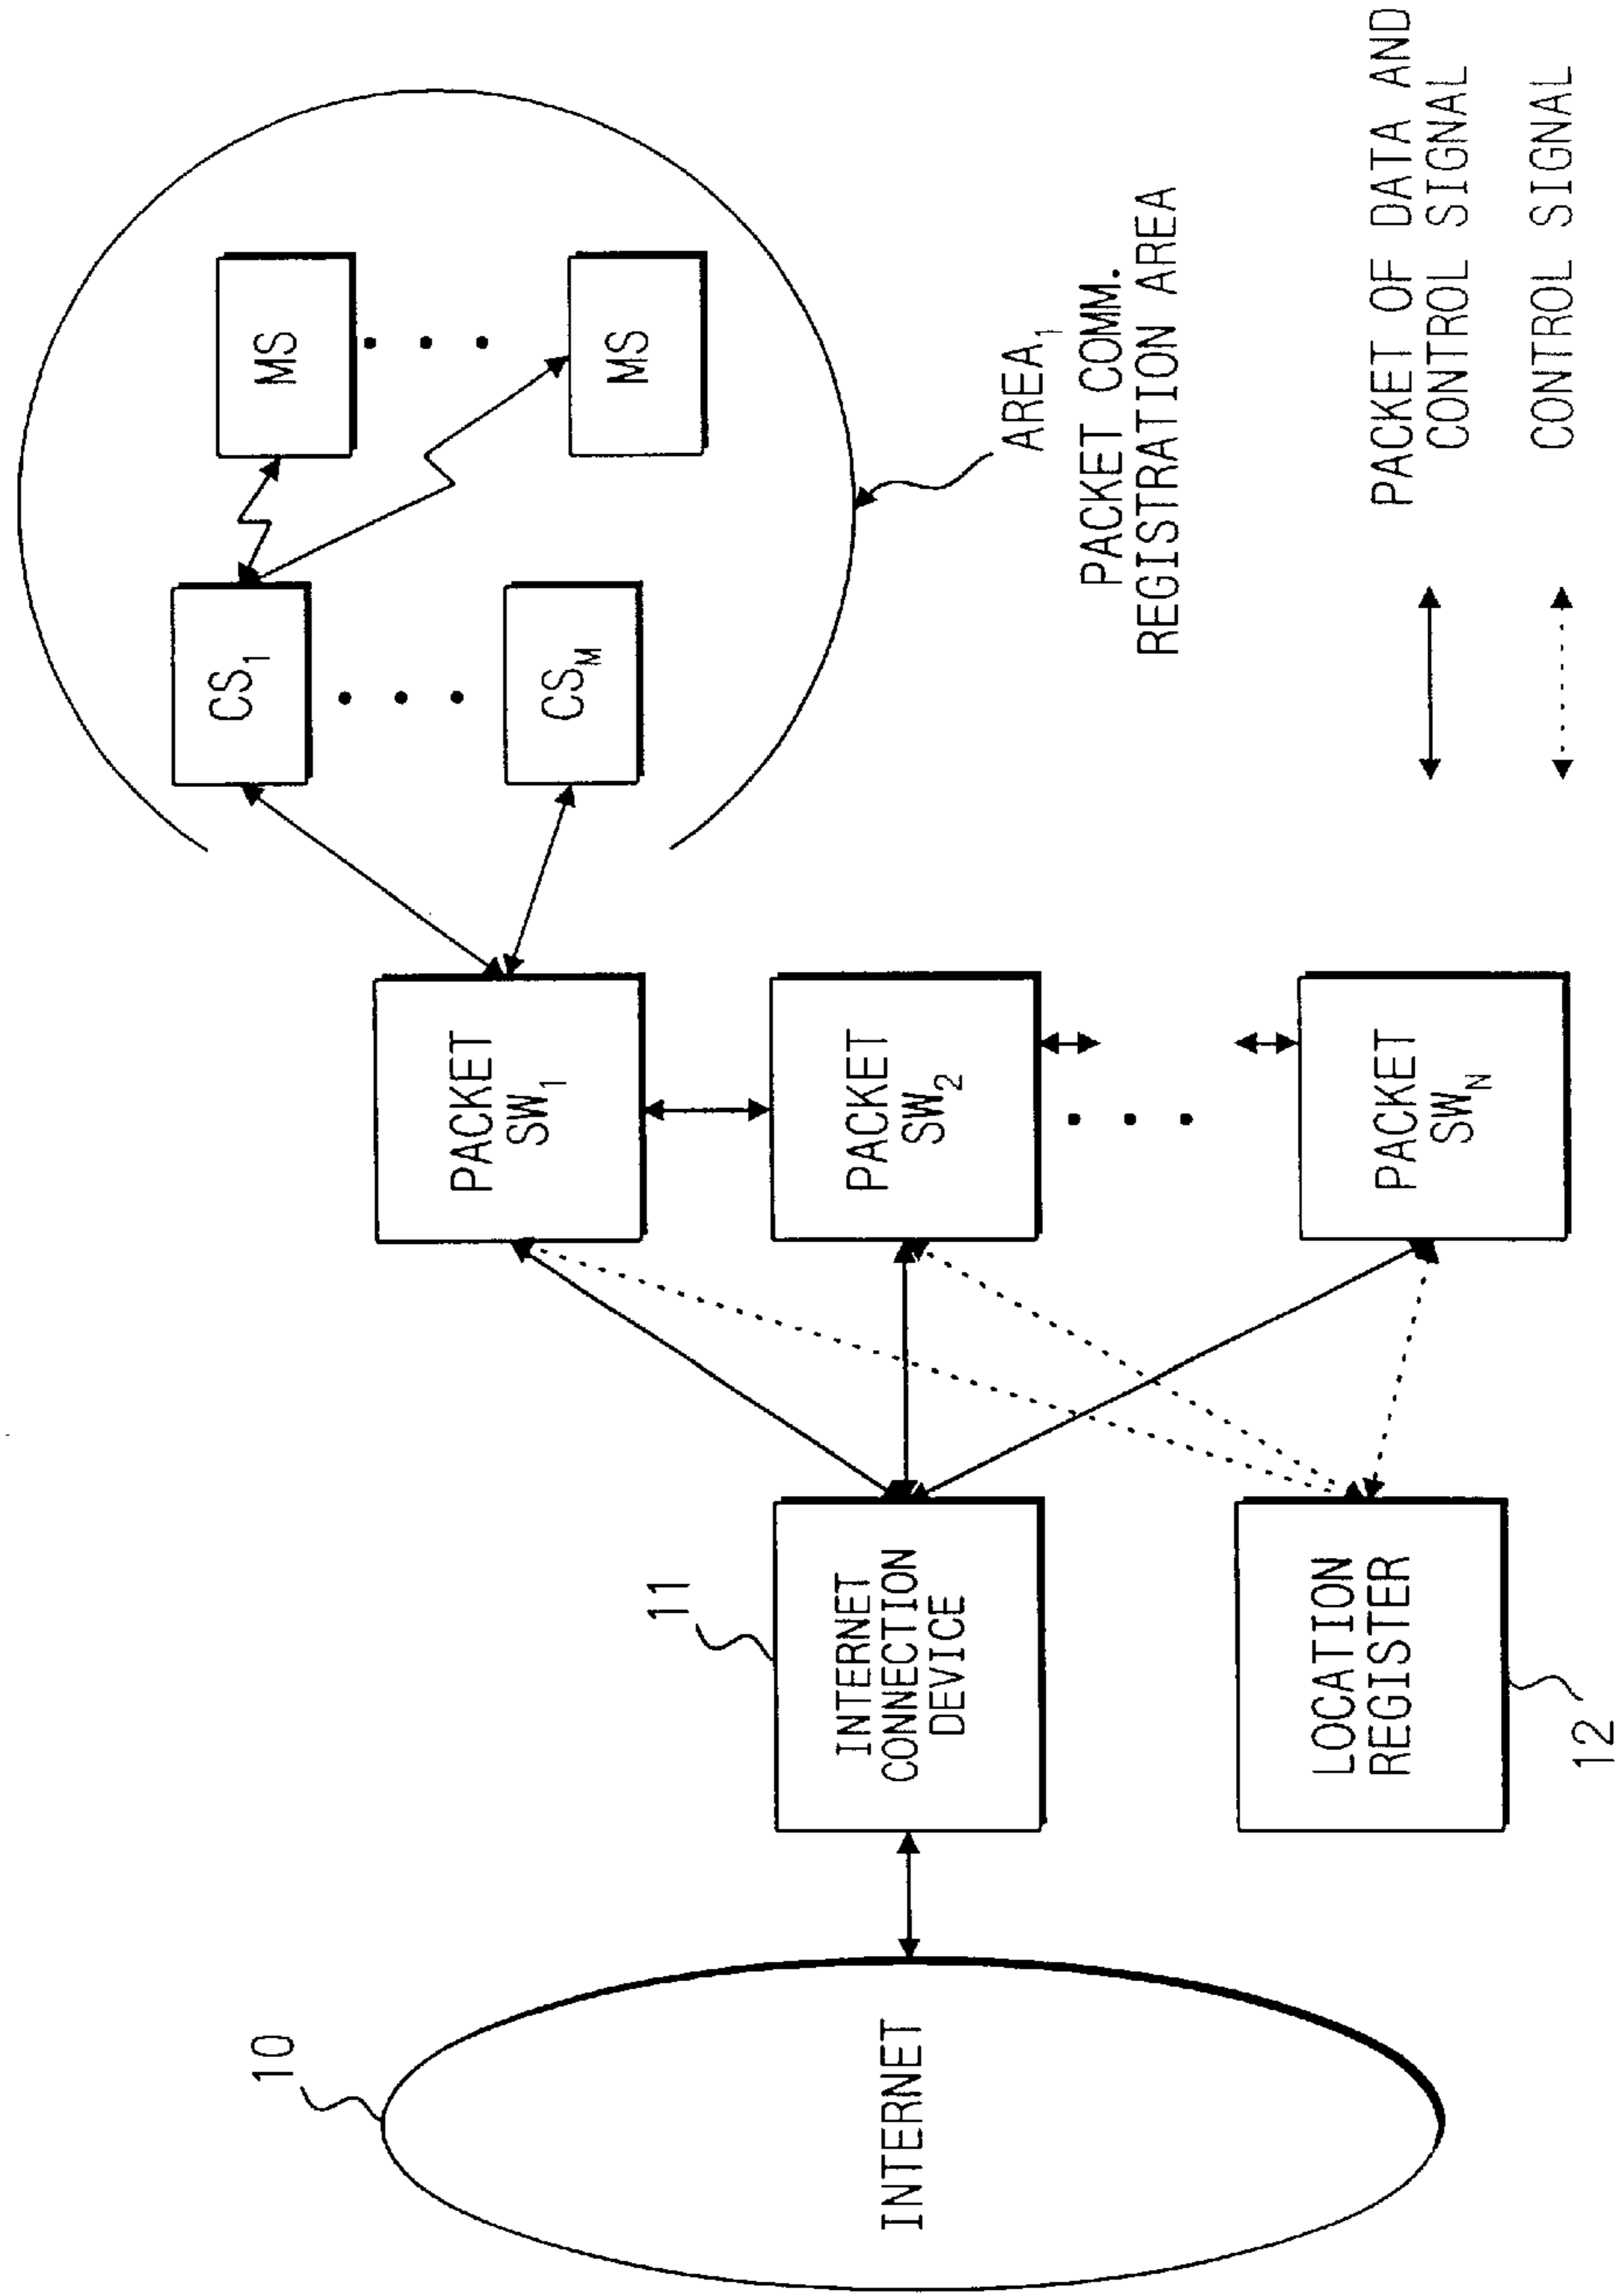 10
INTERNET
11
INTERNET
CONNECTION
DEVICE
LOCATION
REGISTER
12
PACKET
SW1
PACKET
SW2
PACKET
SWN
CS1
CSM
MS
MS
AREA1
PACKET COMM.
REGISTRATION AREA
PACKET OF DATA AND
CONTROL SIGNAL
CONTROL SIGNAL